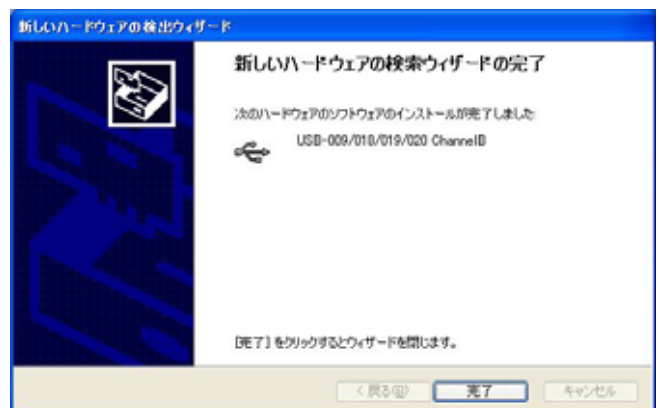 新しいハードウェアの検出ウィザード
新しいハードウェアの検索ウィザードの完了
次のハードウェアのソフトウェアのインストールが完了しました
USB-009/010/019/020 ChannelB
[完了] をクリックするとウィザードを閉じます。
< 戻る(B)
完了
キャンセル